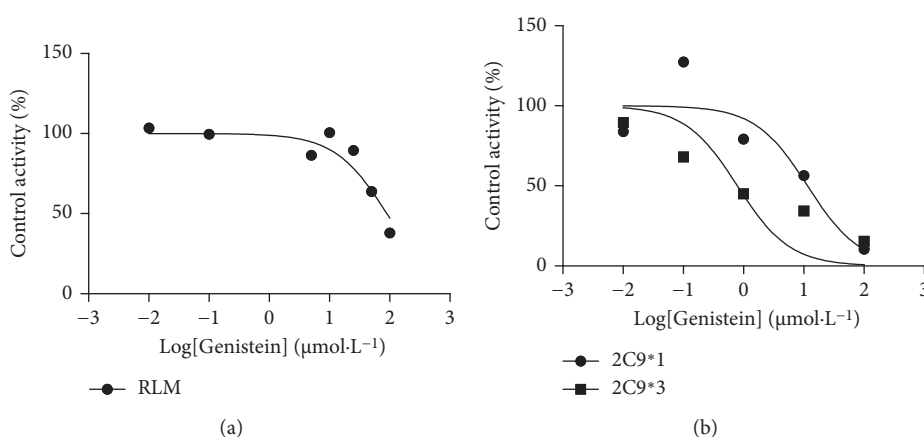 150
100
50
0
Control activity (%)
−3 −2 −1 0 1 2 3
Log[Genistein] (μmol·L⁻¹)
RLM
(a)
150
100
50
0
Control activity (%)
−3 −2 −1 0 1 2 3
Log[Genistein] (μmol·L⁻¹)
2C9*1
2C9*3
(b)